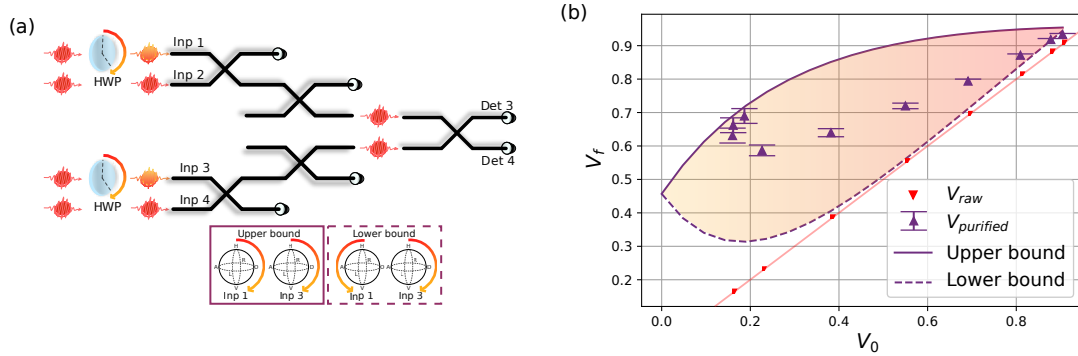 (a)
Inp 1
HWP
Inp 2
Det 3
Det 4
Inp 3
HWP
Inp 4
Upper bound
Lower bound
H H H H
A R D A R D A R D A R D
L L L L
V V V V
Inp 1 Inp 3 Inp 1 Inp 3
(b)
V_f
0.9
0.8
0.7
0.6
0.5
0.4
0.3
0.2
0.0 0.2 0.4 0.6 0.8
V_0
V_raw
V_purified
Upper bound
Lower bound